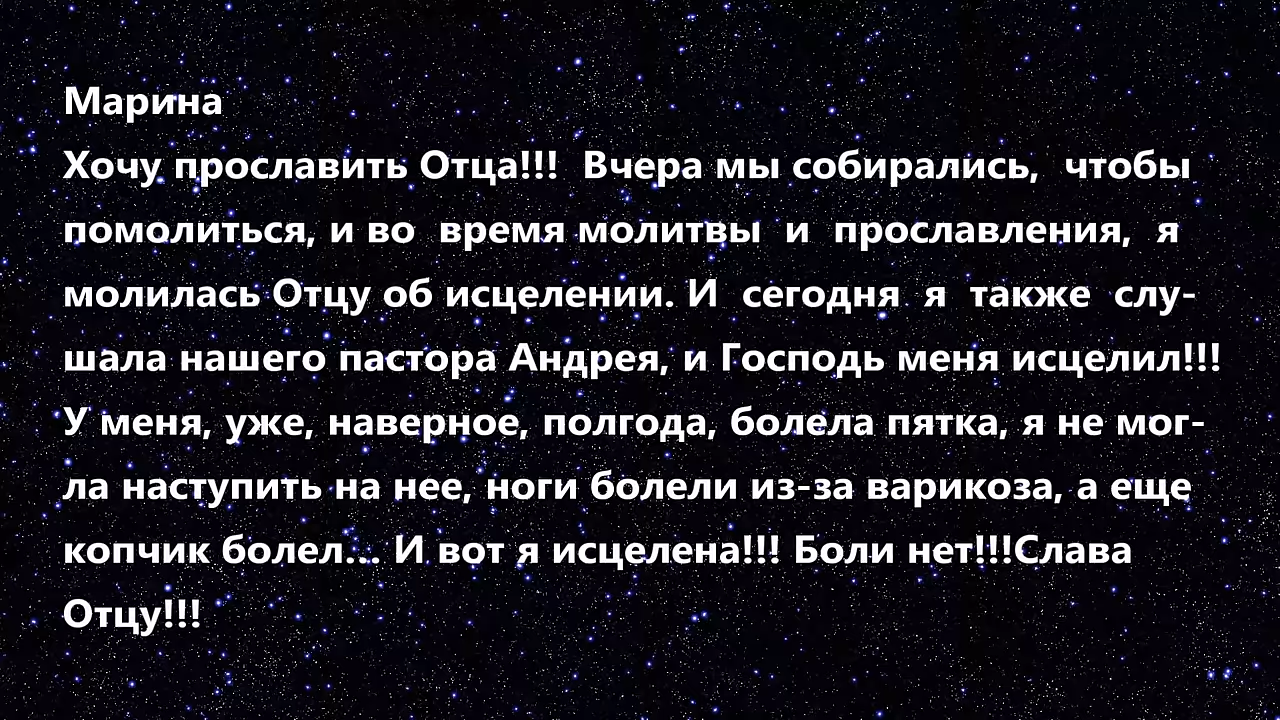 Марина
Хочу прославить Отца!!! Вчера мы собирались, чтобы
помолиться, и во время молитвы и прославления, я
молилась Отцу об исцелении. И сегодня я также слу-
шала нашего пастора Андрея, и Господь меня исцелил!!!
У меня, уже, наверное, полгода, болела пятка, я не мог-
ла наступить на нее, ноги болели из-за варикоза, а еще
копчик болел... И вот я исцелена!!! Боли нет!!!Слава
Отцу!!!